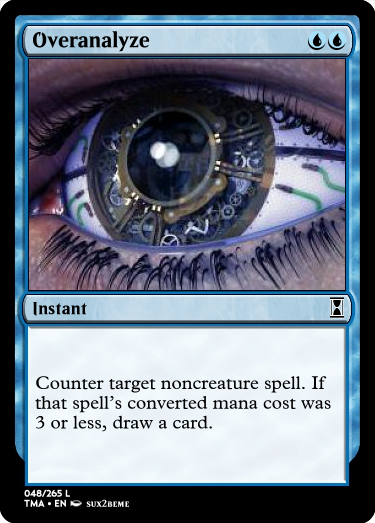 Overanalyze
Instant
Counter target noncreature spell. If
that spell's converted mana cost was
3 or less, draw a card.
048/265 L
TMA • EN SUX2BEME